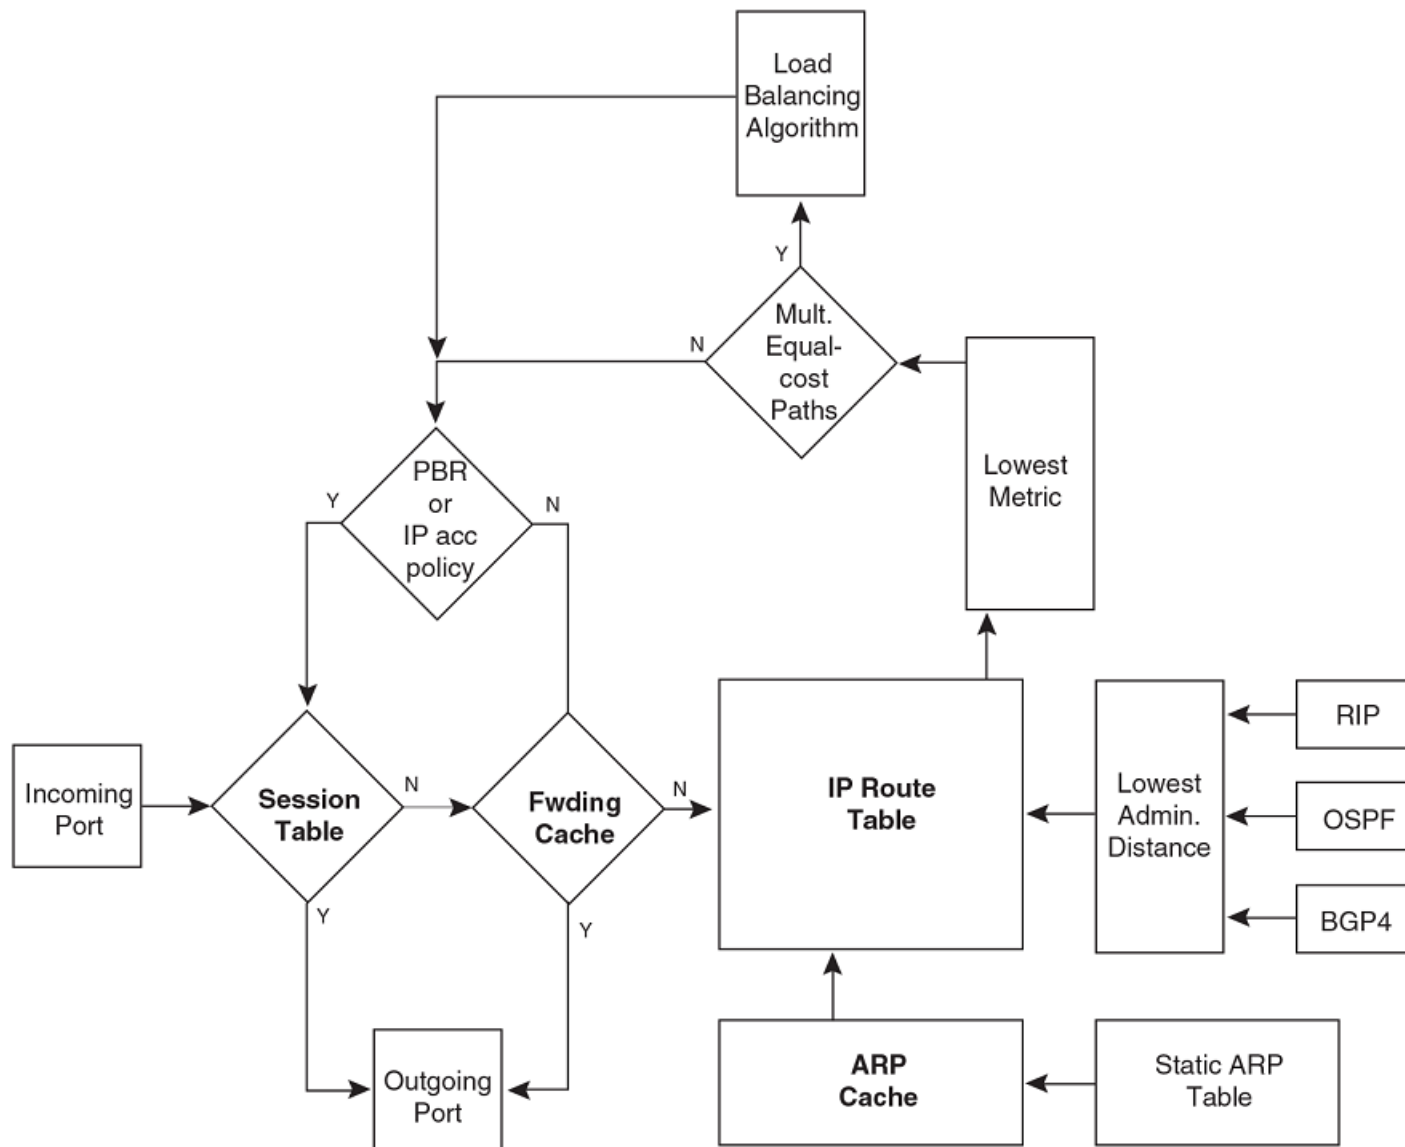 Load
Balancing
Algorithm
Y
Mult.
Equal-
cost
Paths
N
Lowest
Metric
PBR
or
IP acc
policy
Y
N
Incoming
Port
Session
Table
N
Y
Fwding
Cache
N
Y
IP Route
Table
Lowest
Admin.
Distance
RIP
OSPF
BGP4
Outgoing
Port
ARP
Cache
Static ARP
Table